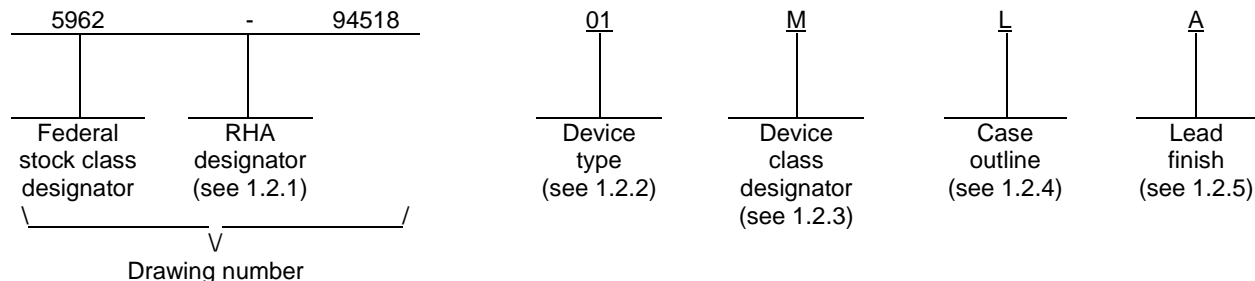 5962 - 94518 01 M L A
Federal RHA Device Device Case Lead
stock class designator type class outline finish
designator (see 1.2.1) (see 1.2.2) designator (see 1.2.4) (see 1.2.5)
(see 1.2.3)
Drawing number